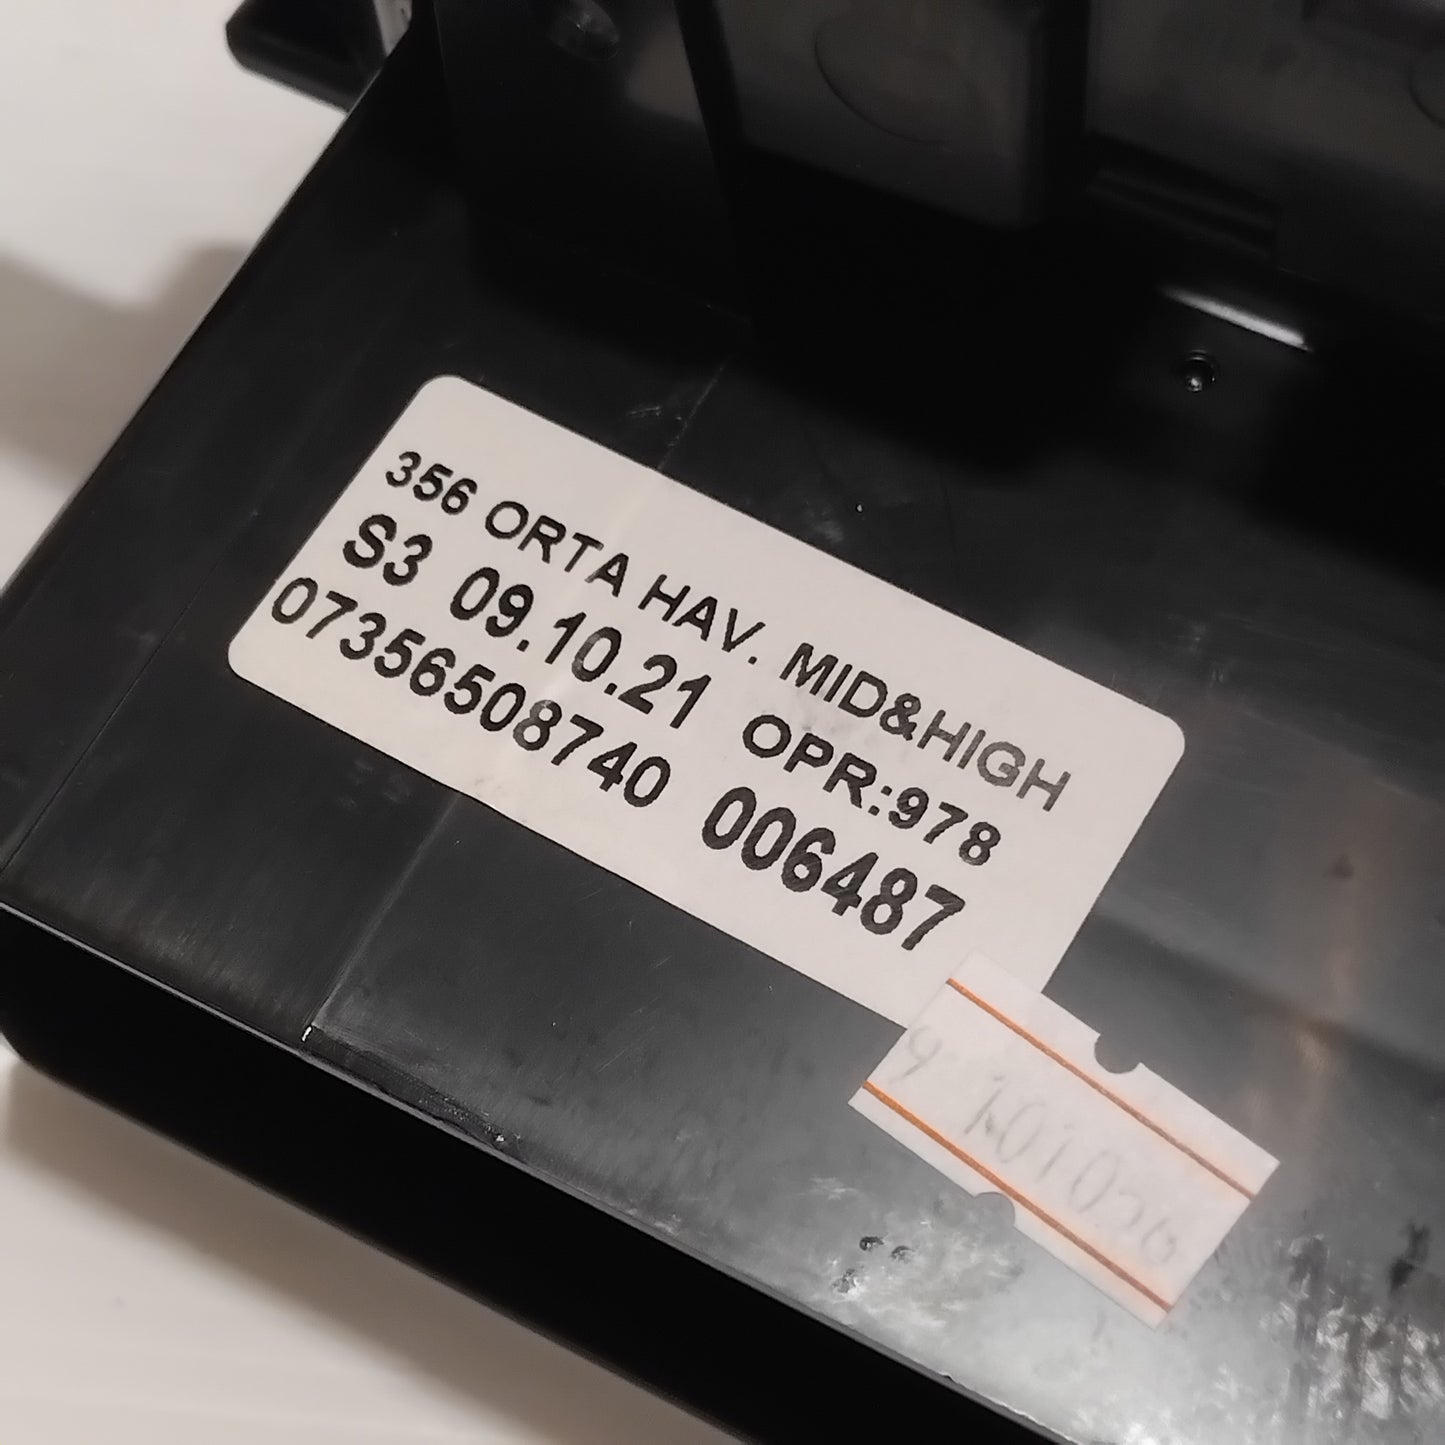 356 ORTA HAV. MID&HIGH
S3 09.10.21 OPR:978
07356508740 006487